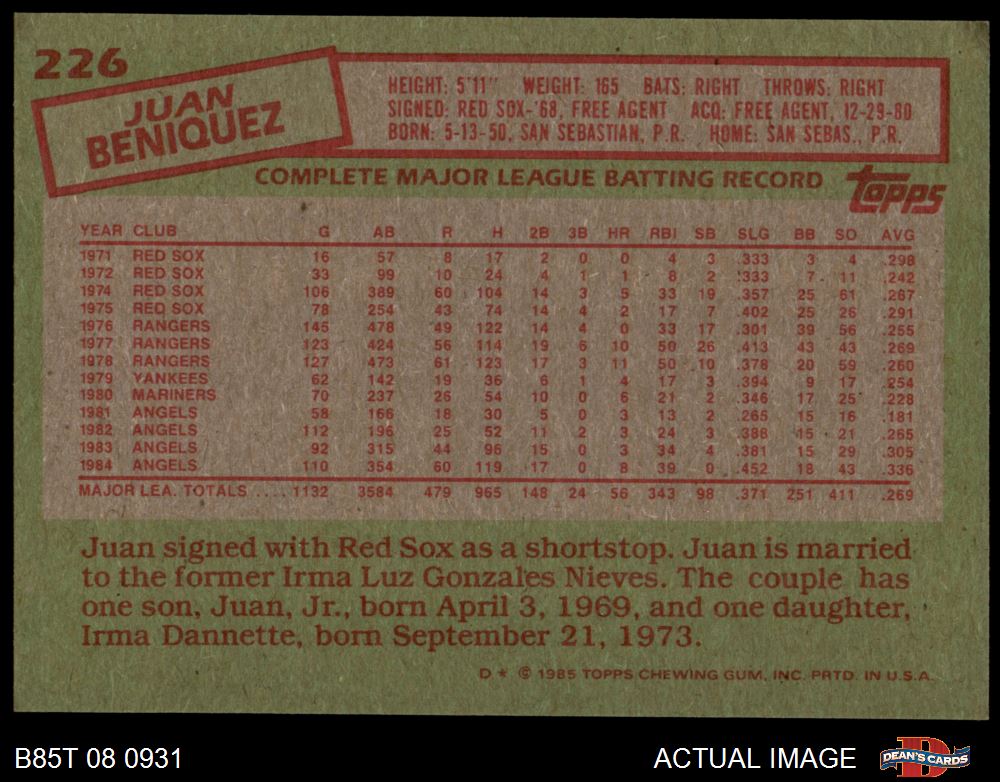 226
JUAN
BENIQUEZ
HEIGHT: 5'11" WEIGHT: 165 BATS: RIGHT THROWS: RIGHT
SIGNED: RED SOX-'68, FREE AGENT ACQ: FREE AGENT, 12-29-80
BORN: 5-13-50, SAN SEBASTIAN, P.R. HOME: SAN SEBAS., P.R.
COMPLETE MAJOR LEAGUE BATTING RECORD
topps
YEAR CLUB G AB R H 2B 3B HR RBI SB SLG BB SO AVG
1971 RED SOX 16 57 8 17 2 0 0 4 3 .333 3 4 .298
1972 RED SOX 33 99 10 24 4 1 1 8 2 .333 7 11 .242
1974 RED SOX 106 389 60 104 14 3 5 33 19 .357 25 61 .267
1975 RED SOX 78 254 43 74 14 4 2 17 7 .402 25 26 .291
1976 RANGERS 145 478 49 122 14 4 0 33 17 .301 39 56 .255
1977 RANGERS 123 424 56 114 19 6 10 50 26 .413 43 43 .269
1978 RANGERS 127 473 61 123 17 3 11 50 10 .378 20 59 .260
1979 YANKEES 62 142 19 36 6 1 4 17 3 .394 9 17 .254
1980 MARINERS 70 237 26 54 10 0 6 21 2 .346 17 25 .228
1981 ANGELS 58 166 18 30 5 0 3 13 2 .265 15 16 .181
1982 ANGELS 112 196 25 52 11 2 3 24 3 .388 15 21 .265
1983 ANGELS 92 315 44 96 15 0 3 34 4 .381 15 29 .305
1984 ANGELS 110 354 60 119 17 0 8 39 0 .452 18 43 .336
MAJOR LEA. TOTALS .... 1132 3584 479 965 148 24 56 343 98 .371 251 411 .269
Juan signed with Red Sox as a shortstop. Juan is married
to the former Irma Luz Gonzales Nieves. The couple has
one son, Juan, Jr., born April 3, 1969, and one daughter,
Irma Dannette, born September 21, 1973.
D * © 1985 TOPPS CHEWING GUM, INC. PRTD. IN U.S.A.
B85T 08 0931
ACTUAL IMAGE
DEAN'S CARDS